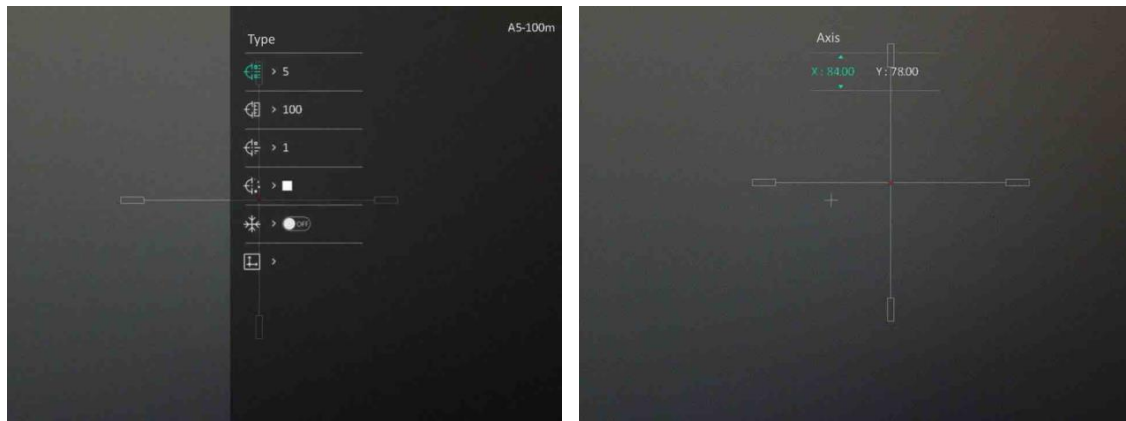 A5-100m
Type
> 5
> 100
> 1
>
> OFF
>
Axis
X : 84.00 Y : 78.00